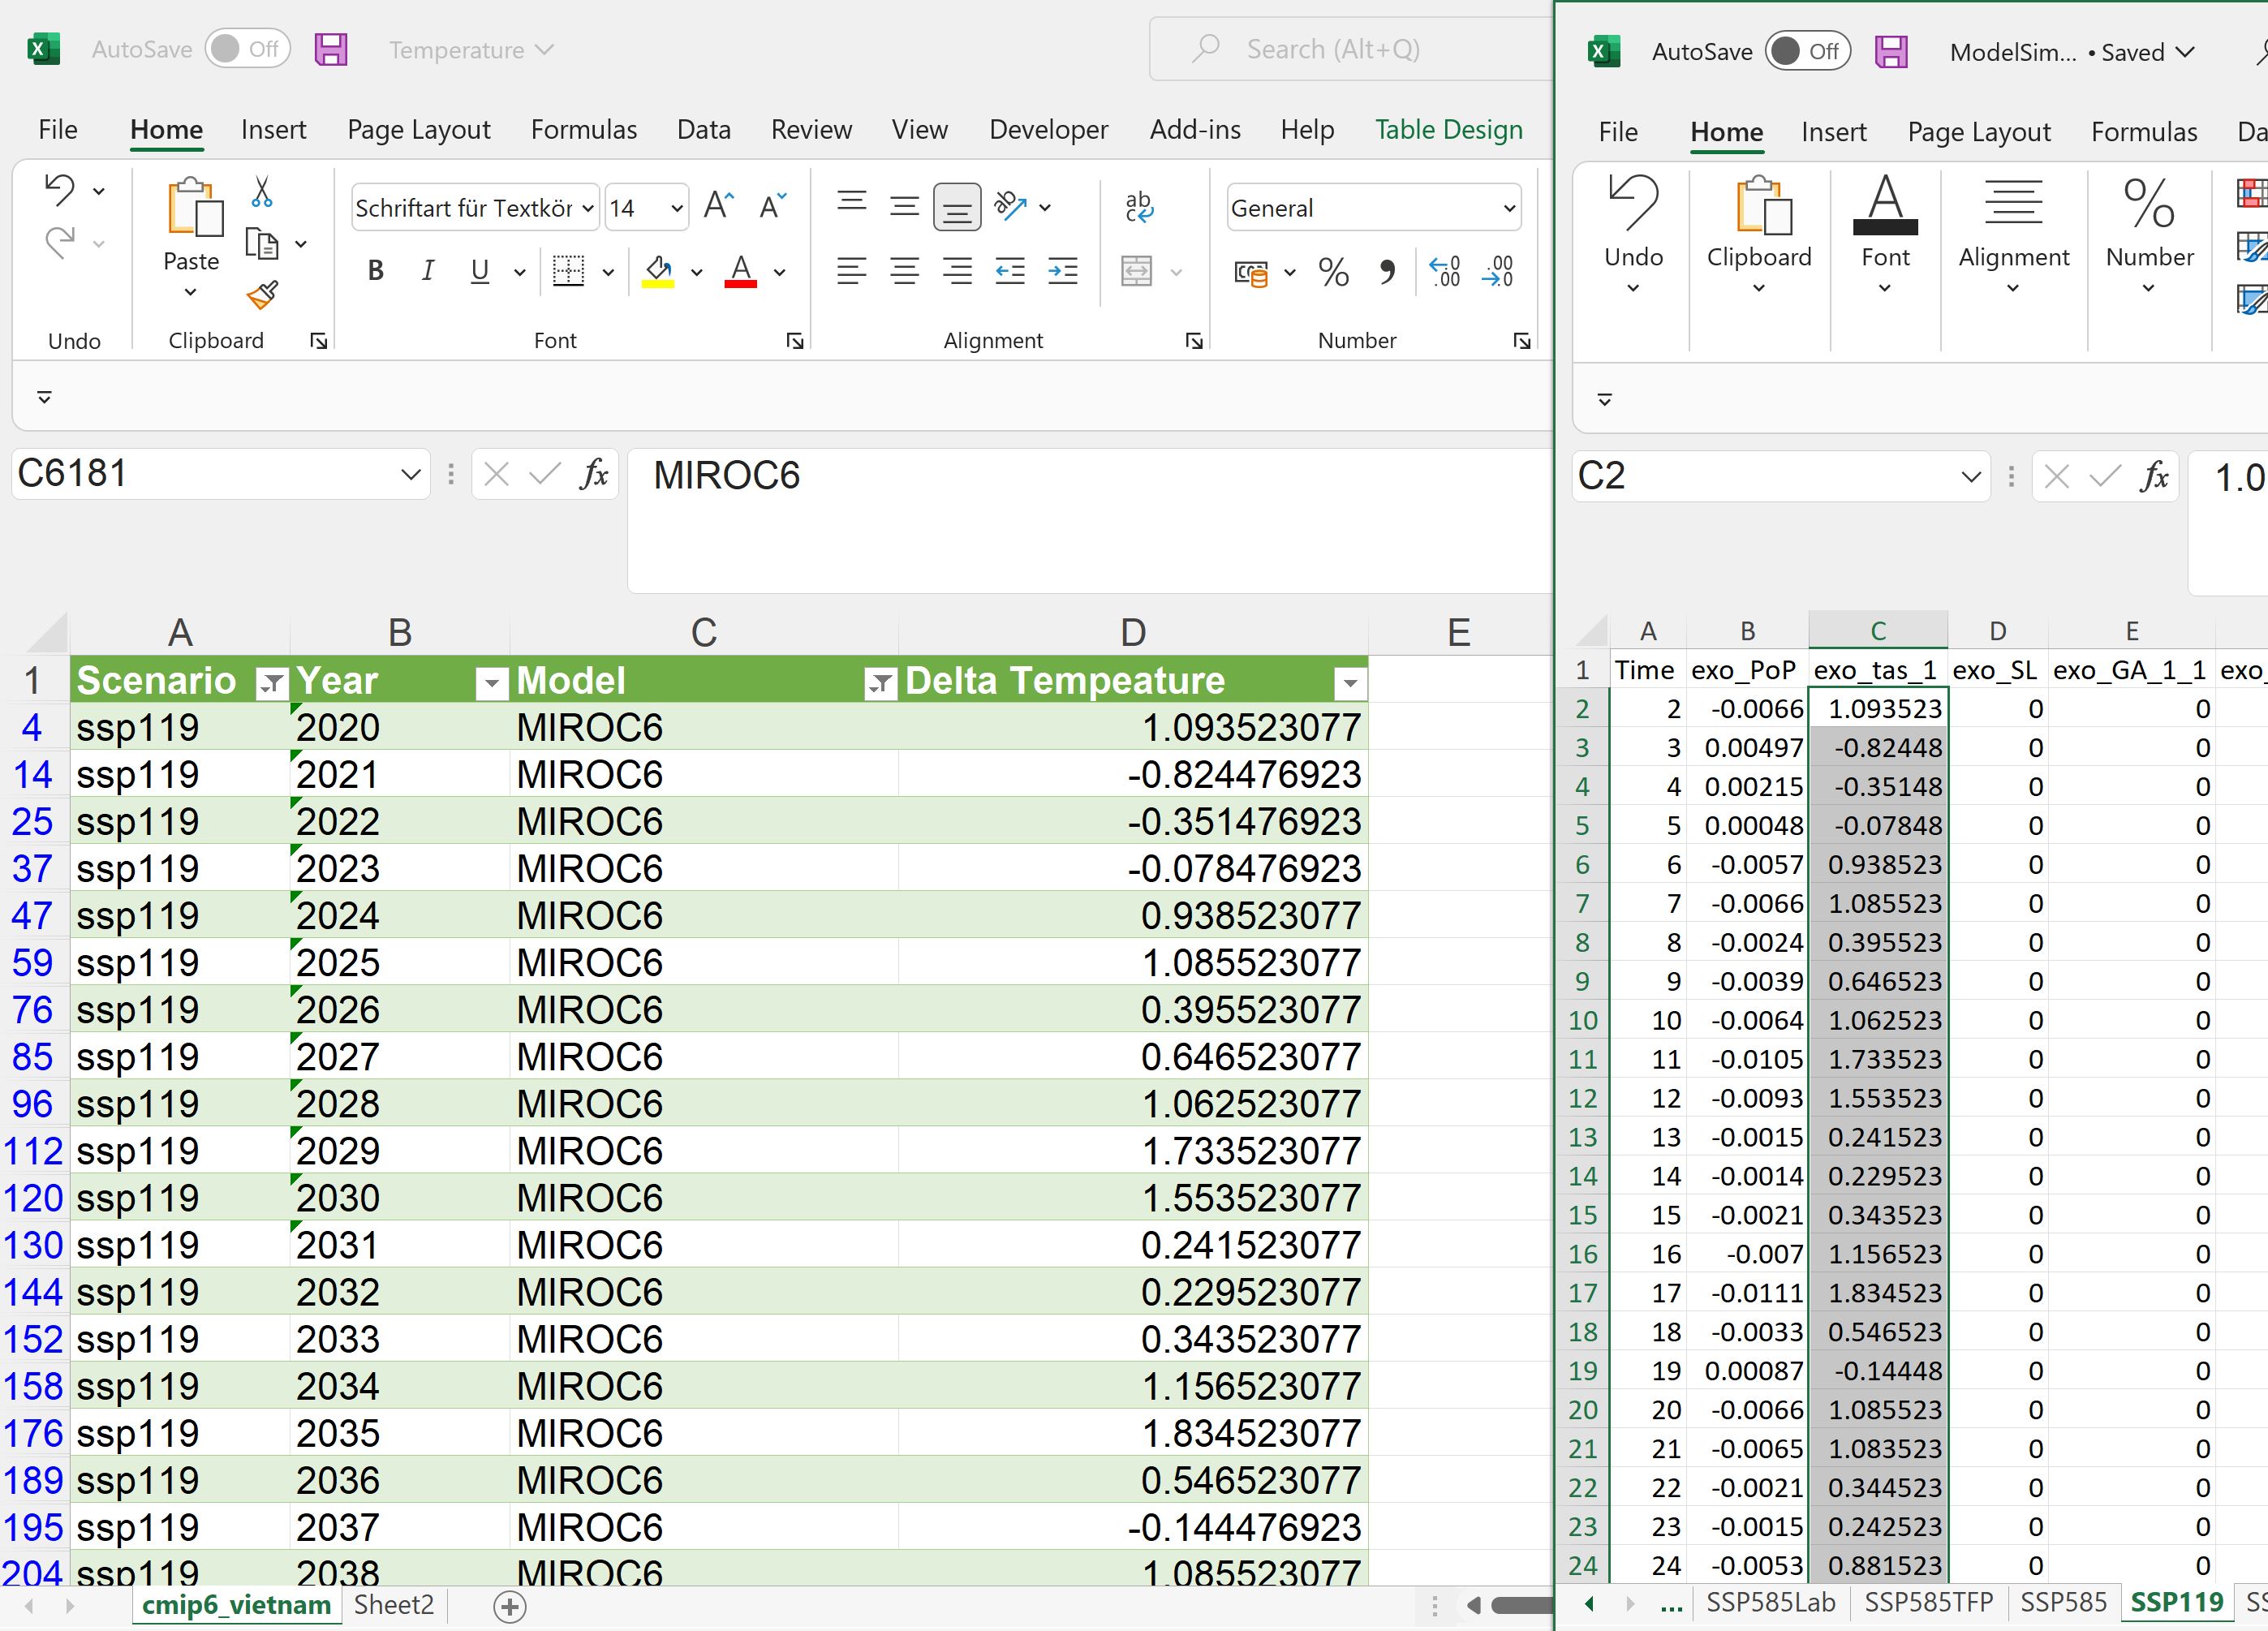 AutoSave Off Temperature Search (Alt+Q)
File Home Insert Page Layout Formulas Data Review View Developer Add-ins Help Table Design
Schriftart für Textkör 14 General
Paste
B I U
Undo Clipboard Font Alignment Number
C6181 fx MIROC6
A B C D E
1 Scenario Year Model Delta Tempeature
4 ssp119 2020 MIROC6 1.093523077
14 ssp119 2021 MIROC6 -0.824476923
25 ssp119 2022 MIROC6 -0.351476923
37 ssp119 2023 MIROC6 -0.078476923
47 ssp119 2024 MIROC6 0.938523077
59 ssp119 2025 MIROC6 1.085523077
76 ssp119 2026 MIROC6 0.395523077
85 ssp119 2027 MIROC6 0.646523077
96 ssp119 2028 MIROC6 1.062523077
112 ssp119 2029 MIROC6 1.733523077
120 ssp119 2030 MIROC6 1.553523077
130 ssp119 2031 MIROC6 0.241523077
144 ssp119 2032 MIROC6 0.229523077
152 ssp119 2033 MIROC6 0.343523077
158 ssp119 2034 MIROC6 1.156523077
176 ssp119 2035 MIROC6 1.834523077
189 ssp119 2036 MIROC6 0.546523077
195 ssp119 2037 MIROC6 -0.144476923
204 ssp119 2038 MIROC6 1.085523077
cmip6_vietnam Sheet2
AutoSave Off ModelSim... • Saved
File Home Insert Page Layout Formulas Da
Undo Clipboard Font Alignment Number
C2 fx 1.0
A B C D E
1 Time exo_PoP exo_tas_1 exo_SL exo_GA_1_1 exo_
2 2 -0.0066 1.093523 0 0
3 3 0.00497 -0.82448 0 0
4 4 0.00215 -0.35148 0 0
5 5 0.00048 -0.07848 0 0
6 6 -0.0057 0.938523 0 0
7 7 -0.0066 1.085523 0 0
8 8 -0.0024 0.395523 0 0
9 9 -0.0039 0.646523 0 0
10 10 -0.0064 1.062523 0 0
11 11 -0.0105 1.733523 0 0
12 12 -0.0093 1.553523 0 0
13 13 -0.0015 0.241523 0 0
14 14 -0.0014 0.229523 0 0
15 15 -0.0021 0.343523 0 0
16 16 -0.007 1.156523 0 0
17 17 -0.0111 1.834523 0 0
18 18 -0.0033 0.546523 0 0
19 19 0.00087 -0.14448 0 0
20 20 -0.0066 1.085523 0 0
21 21 -0.0065 1.083523 0 0
22 22 -0.0021 0.344523 0 0
23 23 -0.0015 0.242523 0 0
24 24 -0.0053 0.881523 0 0
... SSP585Lab SSP585TFP SSP585 SSP119 SS